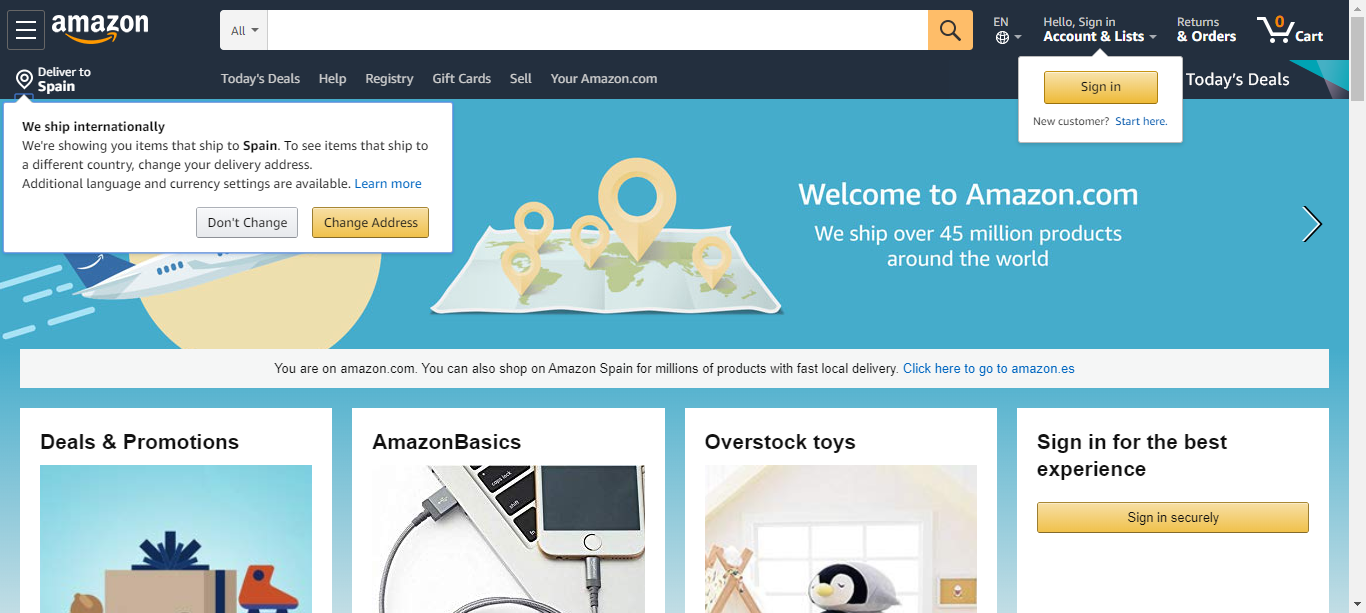 amazon
All
EN
Hello, Sign in
Account & Lists
Returns
& Orders
0
Cart
Deliver to
Spain
Today's Deals
Help
Registry
Gift Cards
Sell
Your Amazon.com
Today's Deals
Sign in
New customer? Start here.
We ship internationally
We're showing you items that ship to Spain. To see items that ship to
a different country, change your delivery address.
Additional language and currency settings are available. Learn more
Don't Change
Change Address
Welcome to Amazon.com
We ship over 45 million products
around the world
You are on amazon.com. You can also shop on Amazon Spain for millions of products with fast local delivery. Click here to go to amazon.es
Deals & Promotions
AmazonBasics
Overstock toys
Sign in for the best
experience
caps lock
shift
Sign in securely